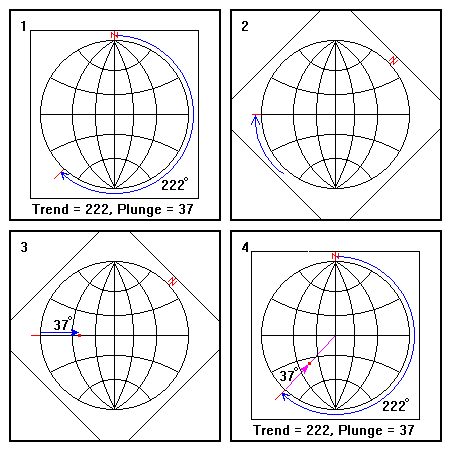 1
N
222°
Trend = 222, Plunge = 37
2
N
3
N
37°
4
N
37°
222°
Trend = 222, Plunge = 37